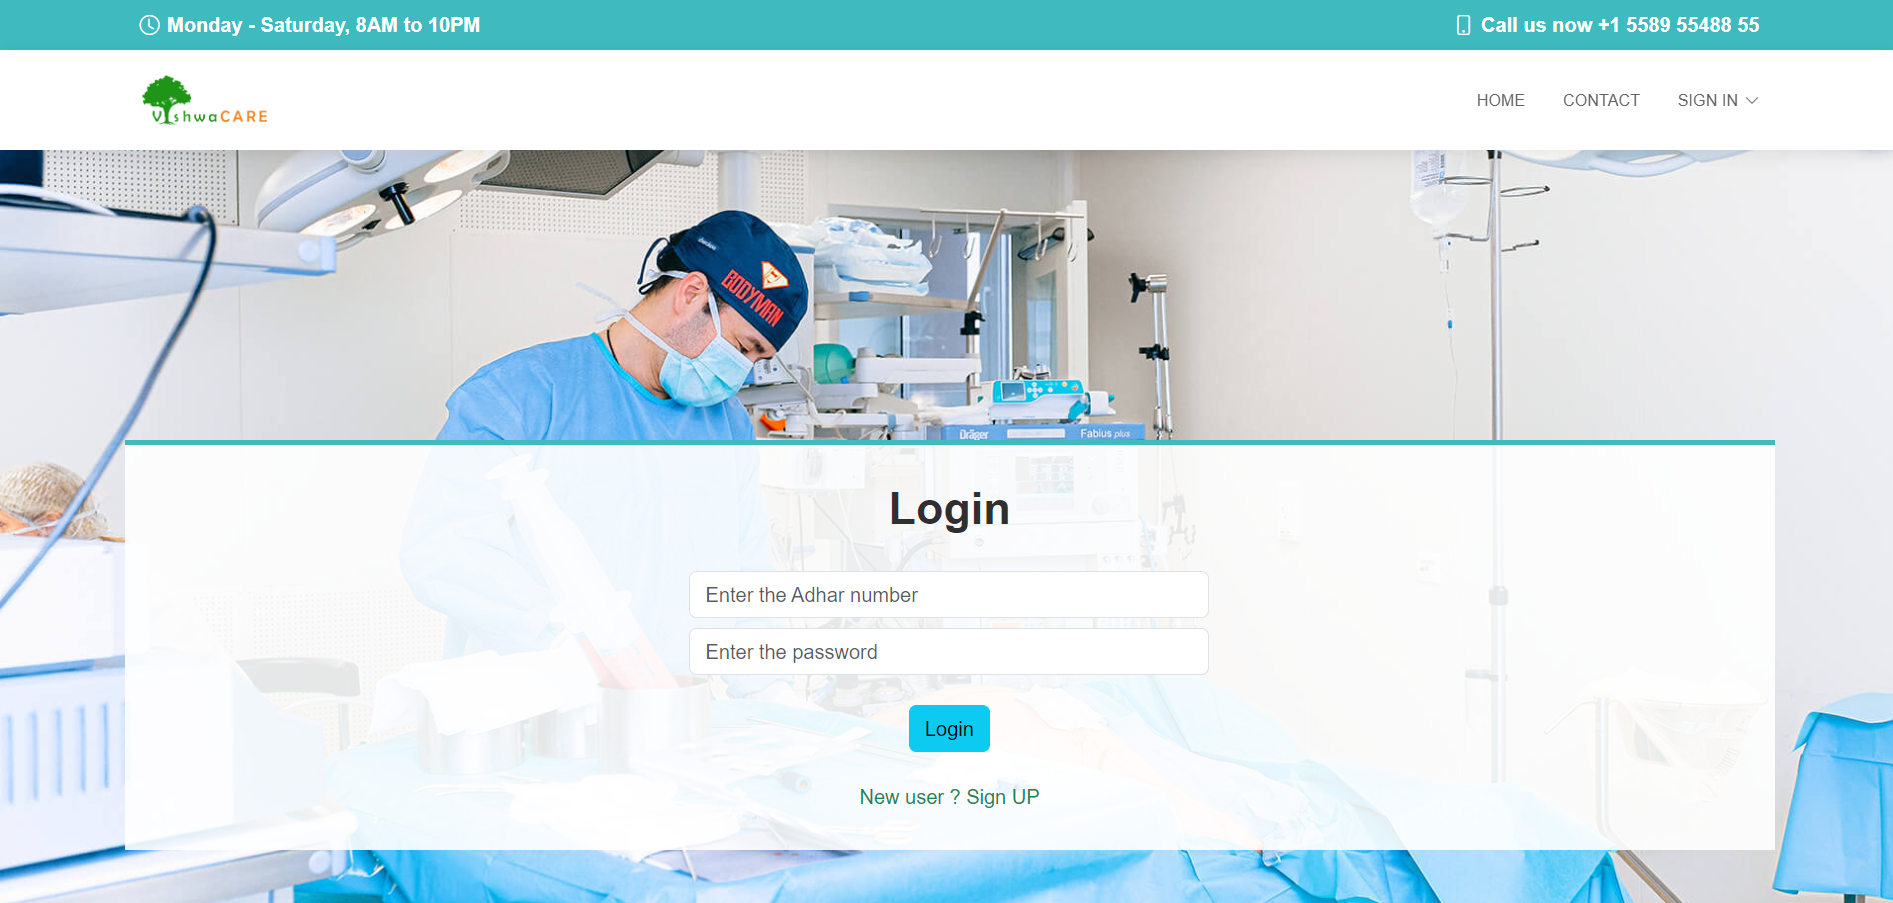 Monday - Saturday, 8AM to 10PM
Call us now +1 5589 55488 55
VishwaCARE
HOME
CONTACT
SIGN IN
BODYMAN
Dräger
Fabius plus
Login
Enter the Adhar number
Enter the password
Login
New user ? Sign UP